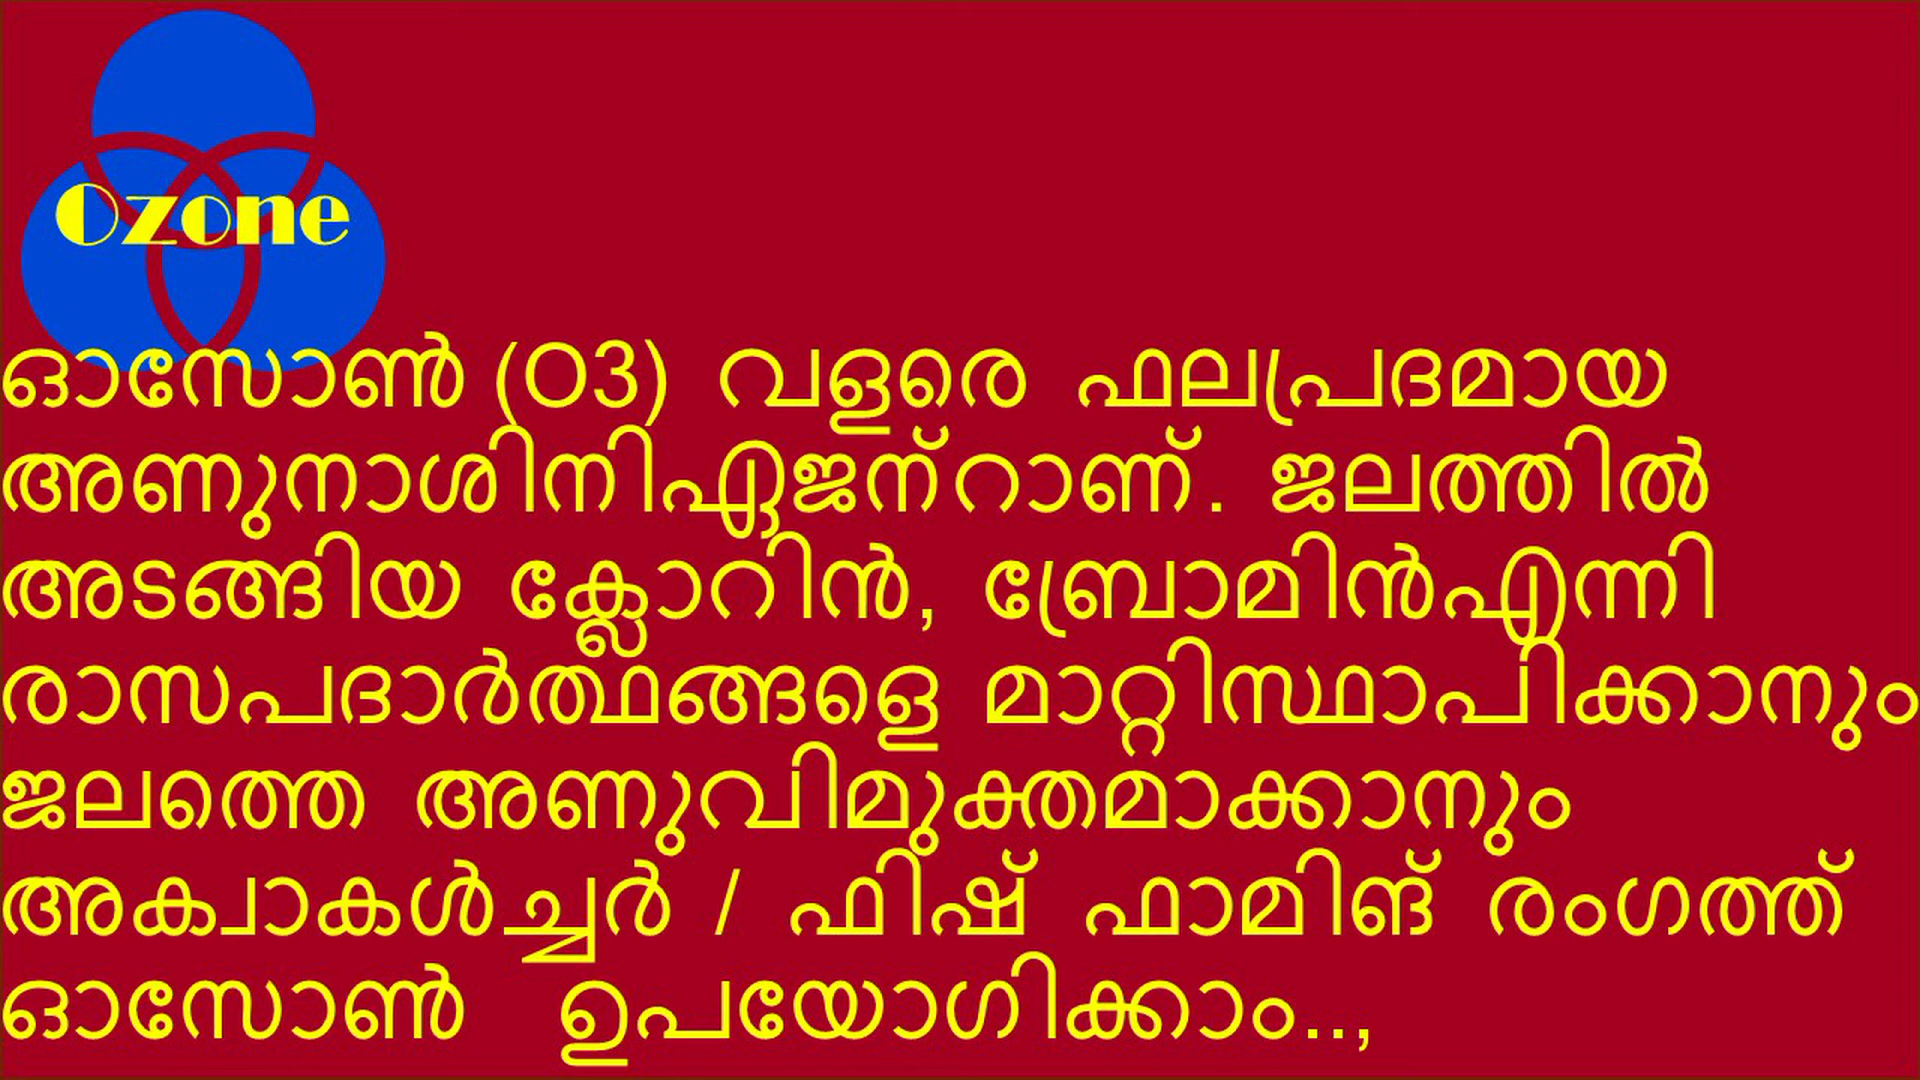 Ozone
ഓസോൺ (O3) വളരെ ഫലപ്രദമായ
അണുനാശിനിഏജന്റാണ്. ജലത്തിൽ
അടങ്ങിയ ക്ലോറിൻ, ബ്രോമിൻഎന്നി
രാസപദാർത്ഥങ്ങളെ മാറ്റിസ്ഥാപിക്കാനും
ജലത്തെ അണുവിമുക്തമാക്കാനും
അക്വാകൾച്ചർ / ഫിഷ് ഫാമിങ് രംഗത്ത്
ഓസോൺ ഉപയോഗിക്കാം..,